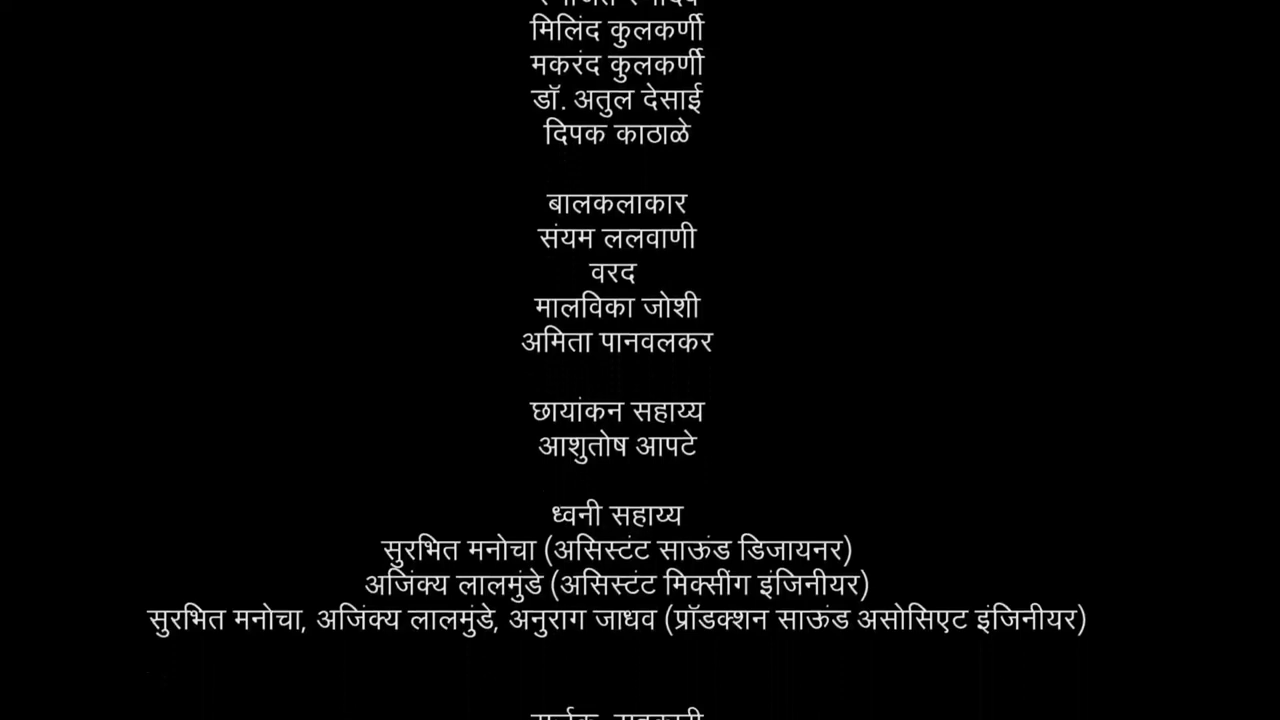 मिलिंद कुलकर्णी
मकरंद कुलकर्णी
डॉ. अतुल देसाई
दिपक काठाळे
बालकलाकार
संयम ललवाणी
वरद
मालविका जोशी
अमिता पानवलकर
छायांकन सहाय्य
आशुतोष आपटे
ध्वनी सहाय्य
सुरभित मनोचा (असिस्टंट साऊंड डिजायनर)
अजिंक्य लालमुंडे (असिस्टंट मिक्सींग इंजिनीयर)
सुरभित मनोचा, अजिंक्य लालमुंडे, अनुराग जाधव (प्रॉडक्शन साऊंड असोसिएट इंजिनीयर)